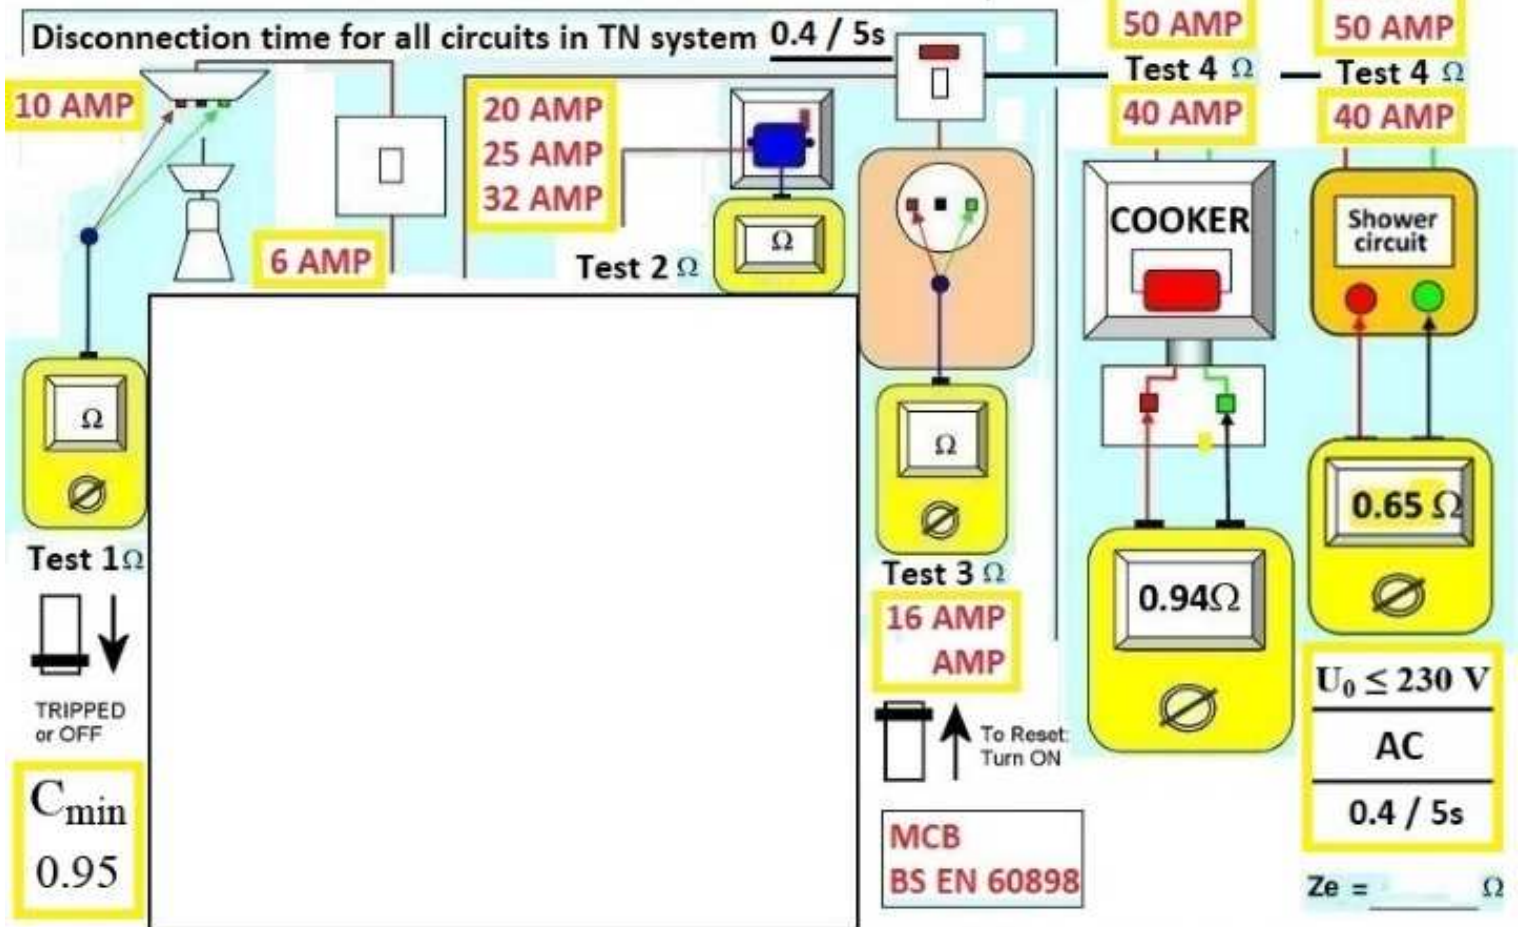 Disconnection time for all circuits in TN system 0.4 / 5s
50 AMP
50 AMP
Test 4 Ω
Test 4 Ω
40 AMP
40 AMP
10 AMP
20 AMP
25 AMP
32 AMP
6 AMP
Test 2 Ω
Ω
COOKER
Shower
circuit
Ω
Ω
0.65 Ω
0.94Ω
Test 1Ω
Test 3 Ω
16 AMP
AMP
TRIPPED
or OFF
To Reset:
Turn ON
U₀ ≤ 230 V
AC
0.4 / 5s
Cmin
0.95
MCB
BS EN 60898
Ze = ______ Ω